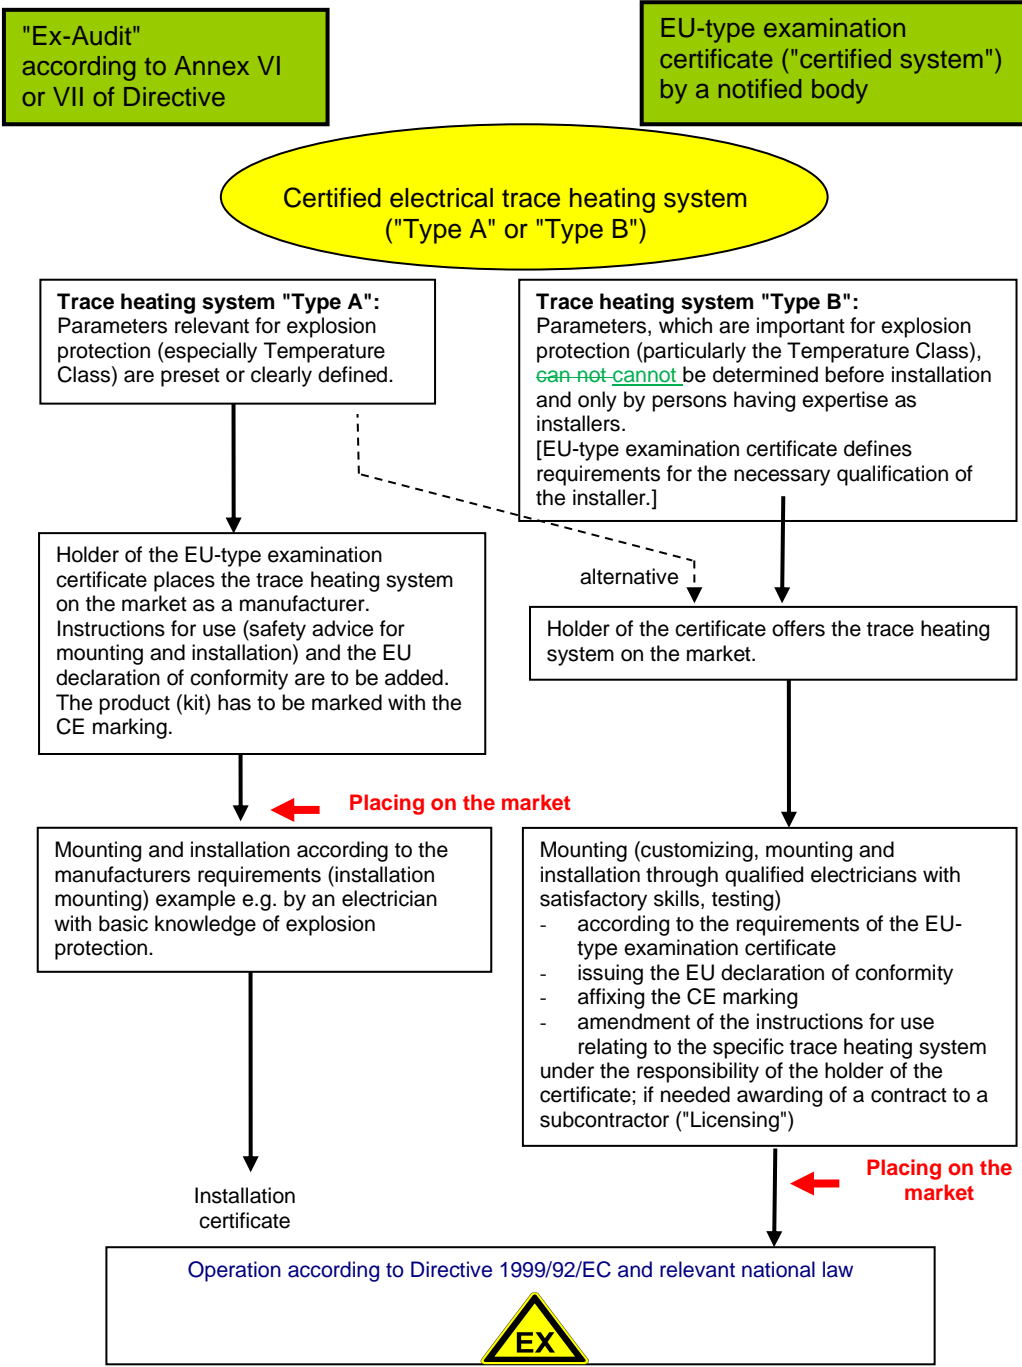 "Ex-Audit"
according to Annex VI
or VII of Directive
EU-type examination
certificate ("certified system")
by a notified body
Certified electrical trace heating system
("Type A" or "Type B")
Trace heating system "Type A":
Parameters relevant for explosion
protection (especially Temperature
Class) are preset or clearly defined.
Trace heating system "Type B":
Parameters, which are important for explosion
protection (particularly the Temperature Class),
can not cannot be determined before installation
and only by persons having expertise as
installers.
[EU-type examination certificate defines
requirements for the necessary qualification of
the installer.]
Holder of the EU-type examination
certificate places the trace heating system
on the market as a manufacturer.
Instructions for use (safety advice for
mounting and installation) and the EU
declaration of conformity are to be added.
The product (kit) has to be marked with the
CE marking.
alternative
Holder of the certificate offers the trace heating
system on the market.
Placing on the market
Mounting and installation according to the
manufacturers requirements (installation
mounting) example e.g. by an electrician
with basic knowledge of explosion
protection.
Mounting (customizing, mounting and
installation through qualified electricians with
satisfactory skills, testing)
- according to the requirements of the EU-
type examination certificate
- issuing the EU declaration of conformity
- affixing the CE marking
- amendment of the instructions for use
relating to the specific trace heating system
under the responsibility of the holder of the
certificate; if needed awarding of a contract to a
subcontractor ("Licensing")
Placing on the
market
Installation
certificate
Operation according to Directive 1999/92/EC and relevant national law
EX